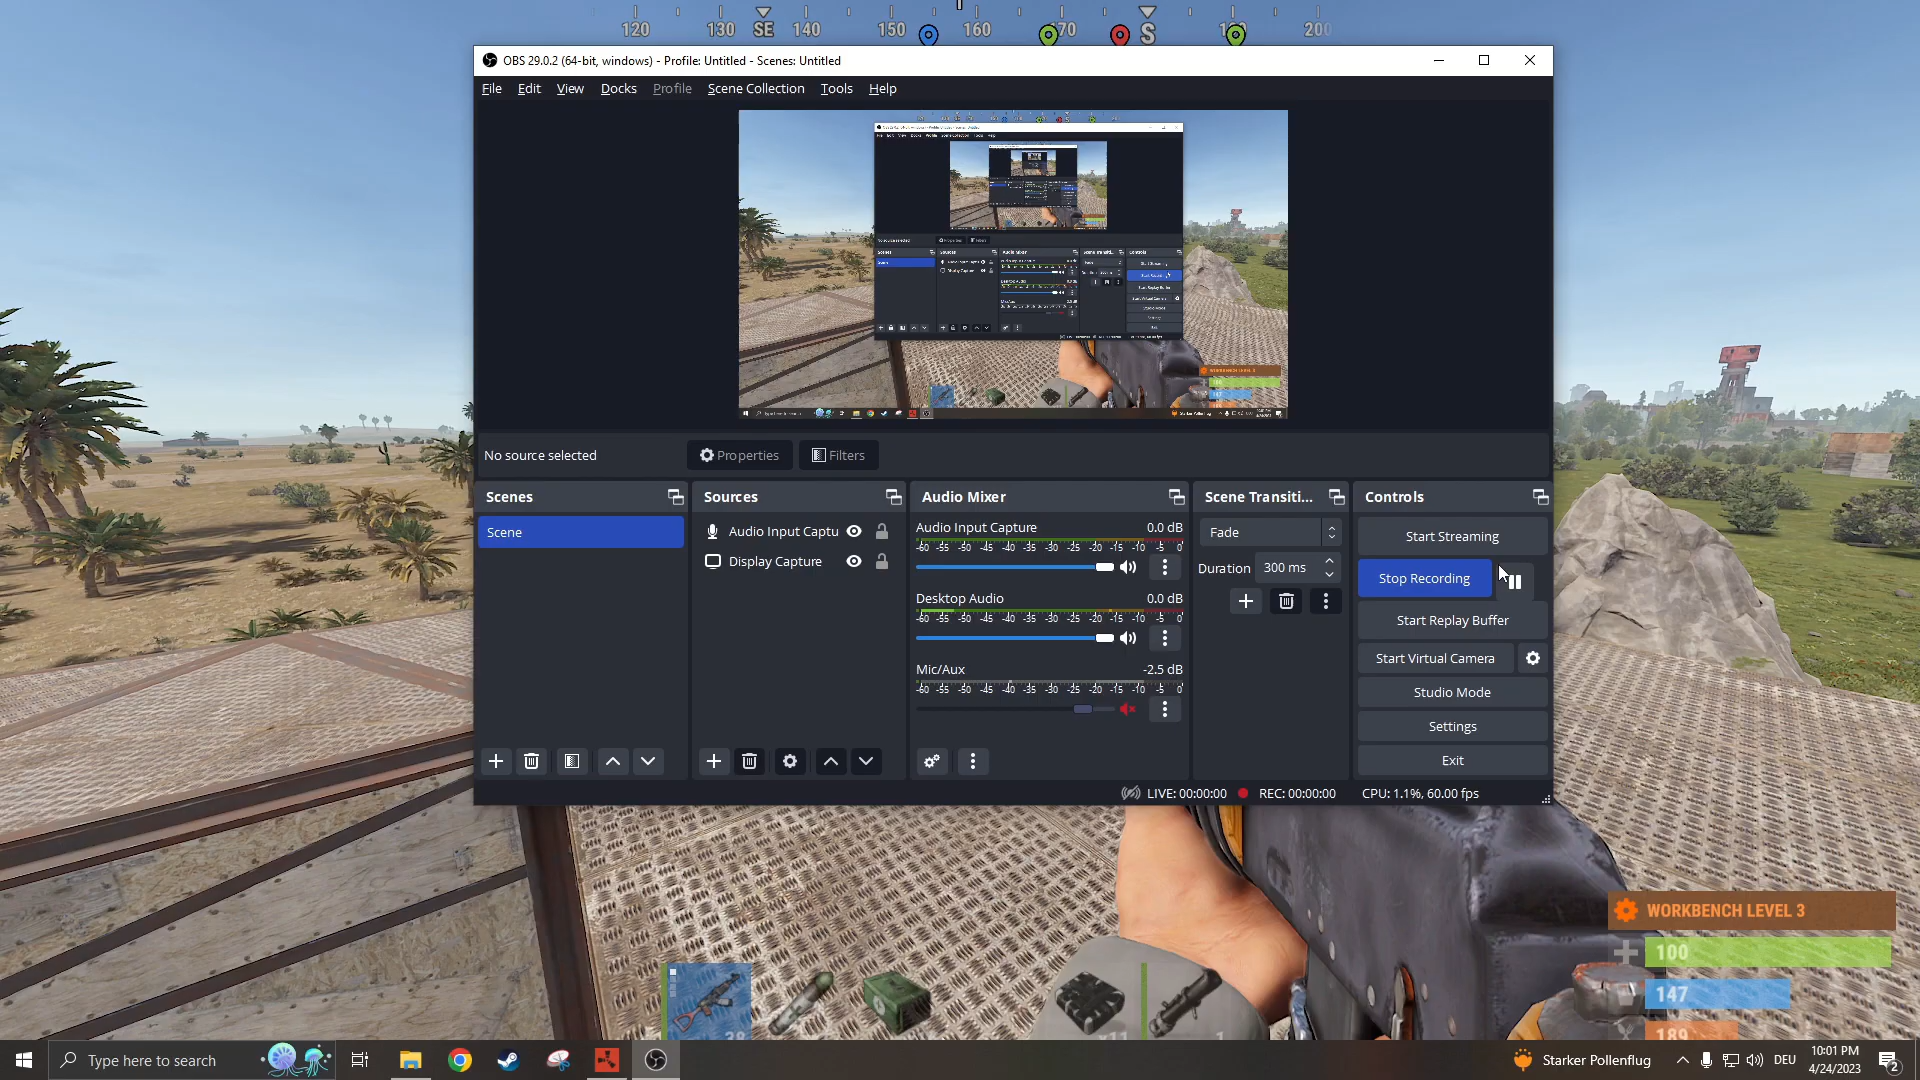 120 130 SE 140 150 160 170 S 190 200
OBS 29.0.2 (64-bit, windows) - Profile: Untitled - Scenes: Untitled
File Edit View Docks Profile Scene Collection Tools Help
No source selected Properties Filters
Scenes
Scene
Sources
Audio Input Captu
Display Capture
Audio Mixer
Audio Input Capture 0.0 dB
-60 -55 -50 -45 -40 -35 -30 -25 -20 -15 -10 -5 0
Desktop Audio 0.0 dB
-60 -55 -50 -45 -40 -35 -30 -25 -20 -15 -10 -5 0
Mic/Aux -2.5 dB
-60 -55 -50 -45 -40 -35 -30 -25 -20 -15 -10 -5 0
Scene Transiti...
Fade
Duration 300 ms
Controls
Start Streaming
Stop Recording
Start Replay Buffer
Start Virtual Camera
Studio Mode
Settings
Exit
LIVE: 00:00:00 REC: 00:00:00 CPU: 1.1%, 60.00 fps
WORKBENCH LEVEL 3
100
147
189
Type here to search
Starker Pollenflug DEU 10:01 PM
4/24/2023
2